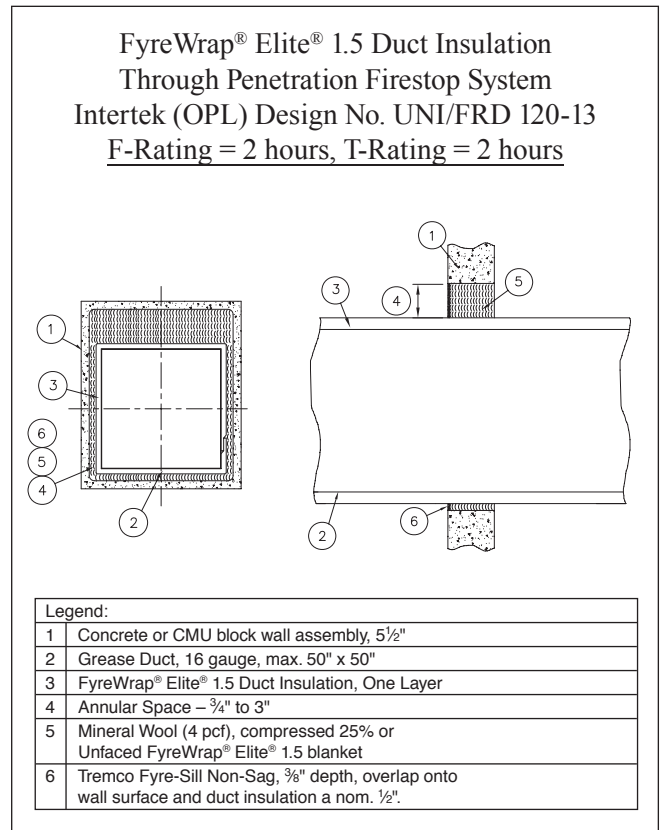 FyreWrap® Elite® 1.5 Duct Insulation
Through Penetration Firestop System
Intertek (OPL) Design No. UNI/FRD 120-13
F-Rating = 2 hours, T-Rating = 2 hours
1
3
5
4
1
3
6
5
4
2
6
2
Legend:
1 Concrete or CMU block wall assembly, 5½"
2 Grease Duct, 16 gauge, max. 50" x 50"
3 FyreWrap® Elite® 1.5 Duct Insulation, One Layer
4 Annular Space – ¾" to 3"
5 Mineral Wool (4 pcf), compressed 25% or
Unfaced FyreWrap® Elite® 1.5 blanket
6 Tremco Fyre-Sill Non-Sag, ⅜" depth, overlap onto
wall surface and duct insulation a nom. ½".